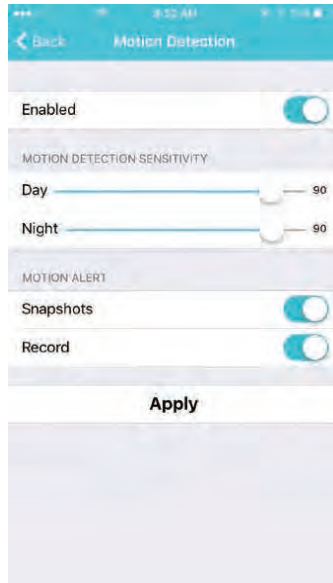 Back Motion Detection
Enabled
MOTION DETECTION SENSITIVITY
Day 90
Night 90
MOTION ALERT
Snapshots
Record
Apply